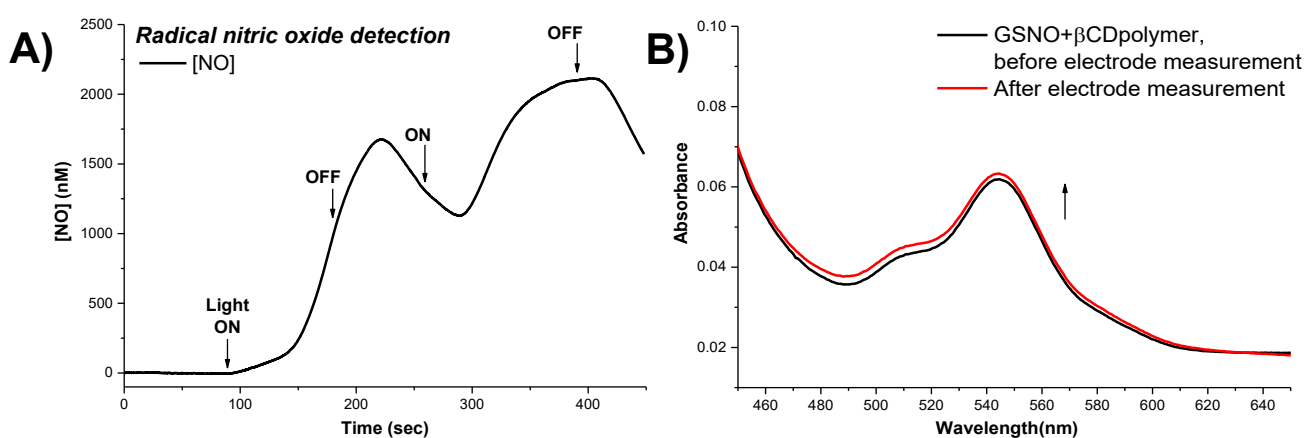 A)
Radical nitric oxide detection
[NO]
OFF
ON
OFF
Light
ON
[NO] (nM)
2500
2000
1500
1000
500
0
0 100 200 300 400
Time (sec)
B)
GSNO+βCDpolymer,
before electrode measurement
After electrode measurement
Absorbance
0.10
0.08
0.06
0.04
0.02
460 480 500 520 540 560 580 600 620 640
Wavelength(nm)